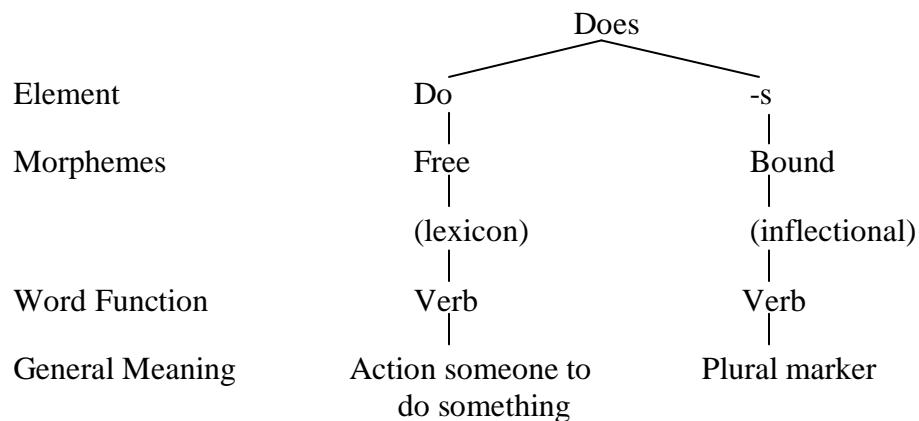 Does
Element Do -s
Morphemes Free Bound
(lexicon) (inflectional)
Word Function Verb Verb
General Meaning Action someone to Plural marker
do something